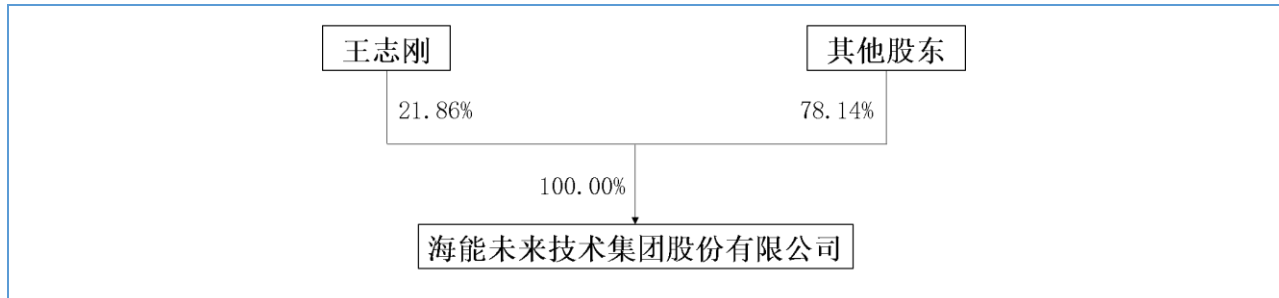 王志刚
其他股东
21.86%
78.14%
100.00%
海能未来技术集团股份有限公司